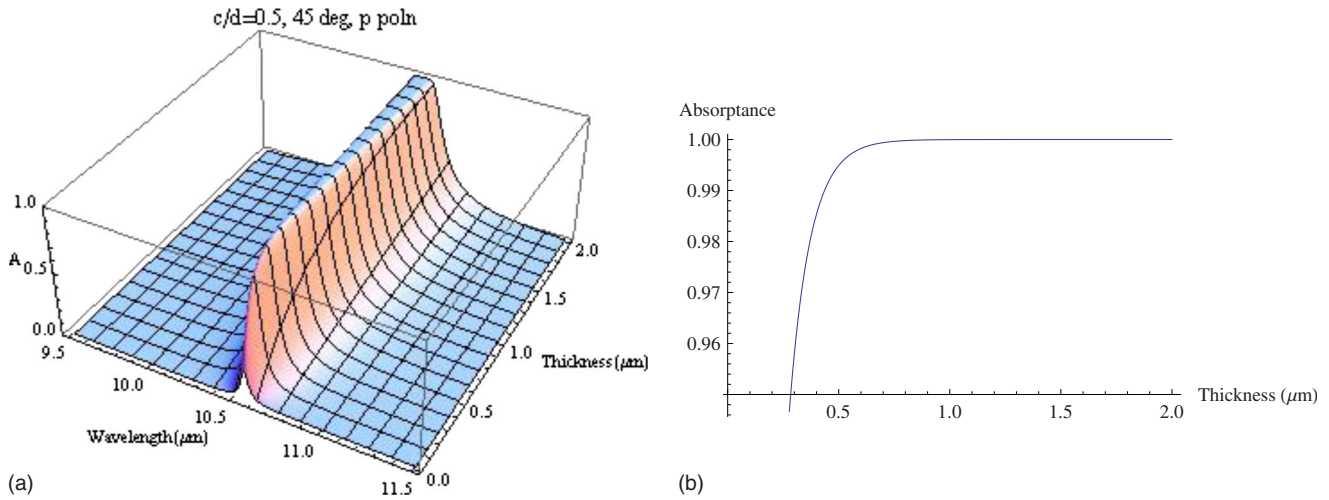 c/d=0.5, 45 deg, p poln
1.0
A 0.5
0.0
9.5
10.0
10.5
11.0
11.5
Wavelength(μm)
0.0
0.5
1.0
1.5
2.0
Thickness(μm)
(a)
Absorptance
1.00
0.99
0.98
0.97
0.96
0.5
1.0
1.5
2.0
Thickness (μm)
(b)